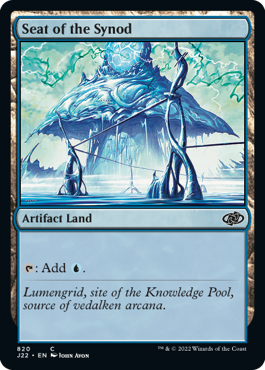 Seat of the Synod
Artifact Land
: Add .
Lumengrid, site of the Knowledge Pool,
source of vedalken arcana.
820 C
J22 • EN John Avon
™ & © 2022 Wizards of the Coast